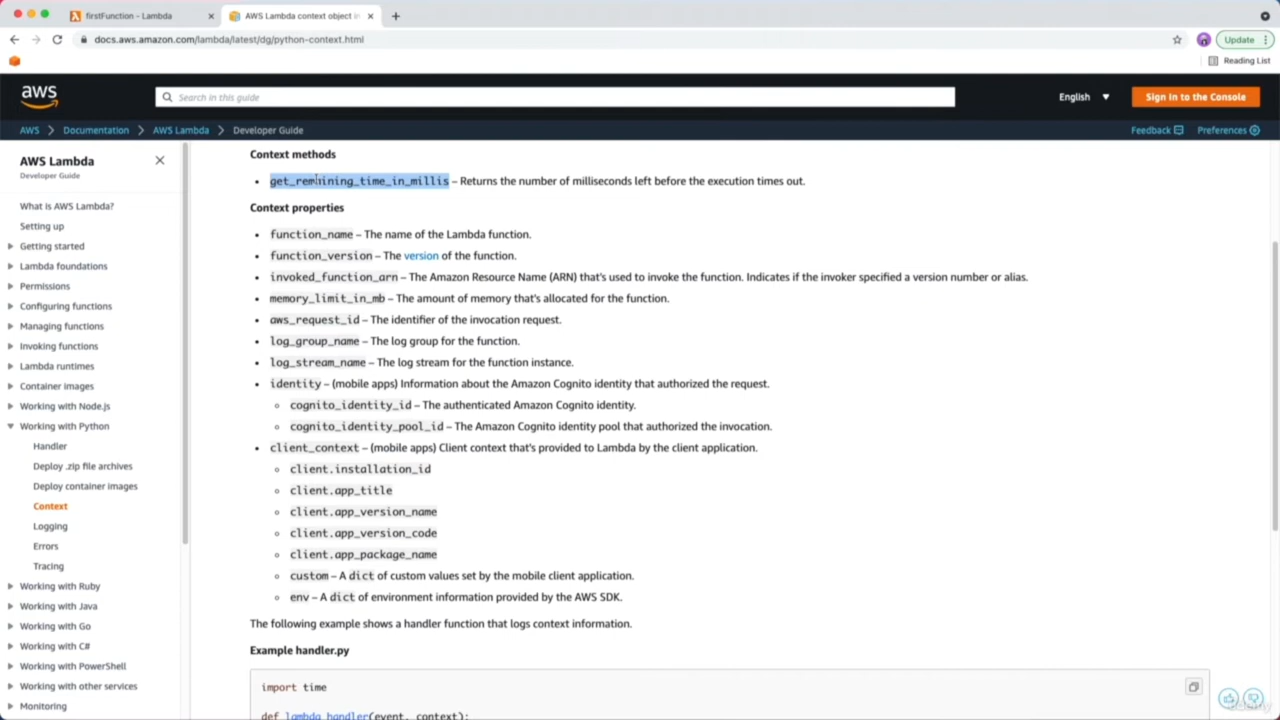 firstFunction – Lambda
AWS Lambda context object in
docs.aws.amazon.com/lambda/latest/dg/python-context.html
Update
Reading List
aws
Search in this guide
English
Sign In to the Console
AWS > Documentation > AWS Lambda > Developer Guide
Feedback
Preferences
AWS Lambda
Developer Guide
What is AWS Lambda?
Setting up
Getting started
Lambda foundations
Permissions
Configuring functions
Managing functions
Invoking functions
Lambda runtimes
Container images
Working with Node.js
Working with Python
Handler
Deploy .zip file archives
Deploy container images
Context
Logging
Errors
Tracing
Working with Ruby
Working with Java
Working with Go
Working with C#
Working with PowerShell
Working with other services
Monitoring
Context methods
get_remaining_time_in_millis – Returns the number of milliseconds left before the execution times out.
Context properties
function_name – The name of the Lambda function.
function_version – The version of the function.
invoked_function_arn – The Amazon Resource Name (ARN) that's used to invoke the function. Indicates if the invoker specified a version number or alias.
memory_limit_in_mb – The amount of memory that's allocated for the function.
aws_request_id – The identifier of the invocation request.
log_group_name – The log group for the function.
log_stream_name – The log stream for the function instance.
identity – (mobile apps) Information about the Amazon Cognito identity that authorized the request.
cognito_identity_id – The authenticated Amazon Cognito identity.
cognito_identity_pool_id – The Amazon Cognito identity pool that authorized the invocation.
client_context – (mobile apps) Client context that's provided to Lambda by the client application.
client.installation_id
client.app_title
client.app_version_name
client.app_version_code
client.app_package_name
custom – A dict of custom values set by the mobile client application.
env – A dict of environment information provided by the AWS SDK.
The following example shows a handler function that logs context information.
Example handler.py
import time
def lambda_handler(event, context):